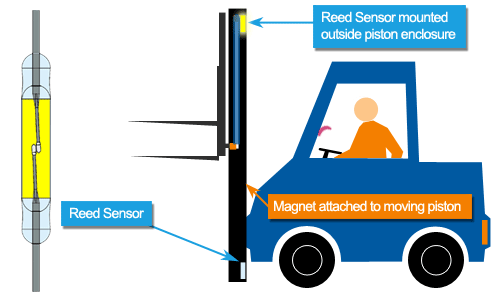 Reed Sensor mounted
outside piston enclosure
Magnet attached to moving piston
Reed Sensor